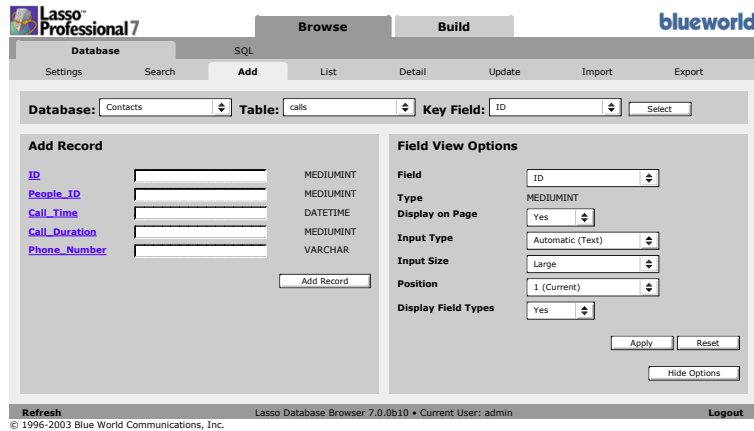 Lasso™
Professional 7
Browse Build
blueworld
Database SQL
Settings Search Add List Detail Update Import Export
Database: Contacts Table: calls Key Field: ID Select
Add Record
ID MEDIUMINT
People_ID MEDIUMINT
Call_Time DATETIME
Call_Duration MEDIUMINT
Phone_Number VARCHAR
Add Record
Field View Options
Field ID
Type MEDIUMINT
Display on Page Yes
Input Type Automatic (Text)
Input Size Large
Position 1 (Current)
Display Field Types Yes
Apply Reset
Hide Options
Refresh Lasso Database Browser 7.0.0b10 • Current User: admin Logout
© 1996-2003 Blue World Communications, Inc.